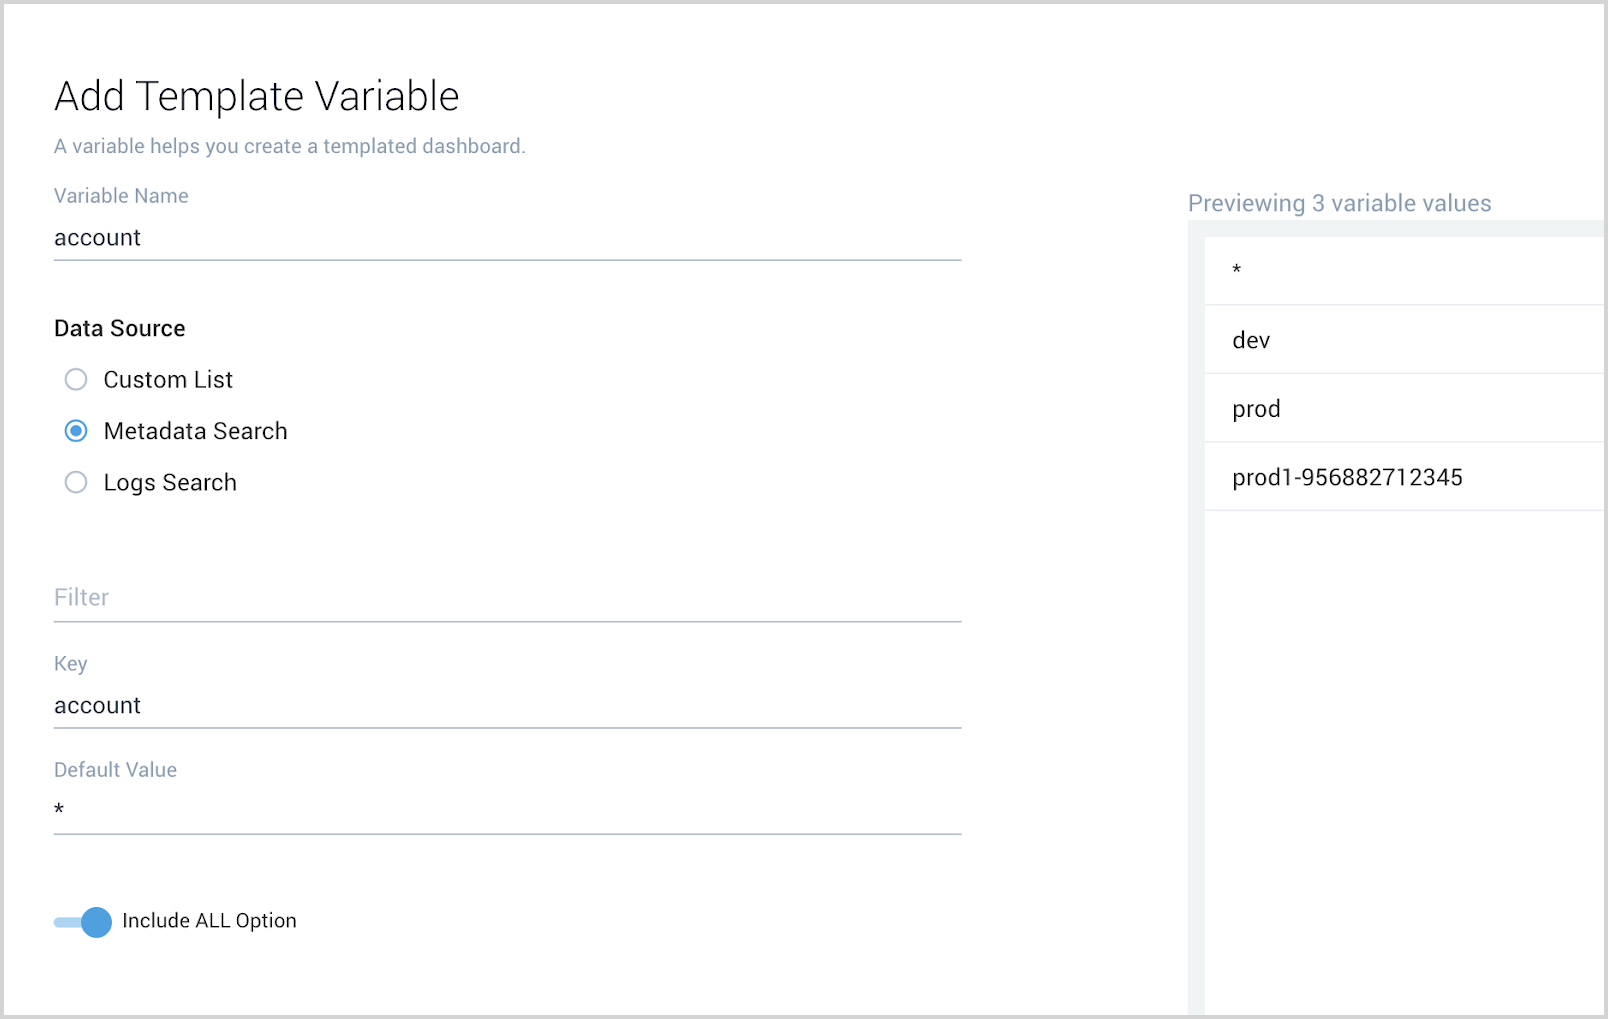 Add Template Variable
A variable helps you create a templated dashboard.
Variable Name
account
Data Source
Custom List
Metadata Search
Logs Search
Filter
Key
account
Default Value
*
Include ALL Option
Previewing 3 variable values
*
dev
prod
prod1-956882712345